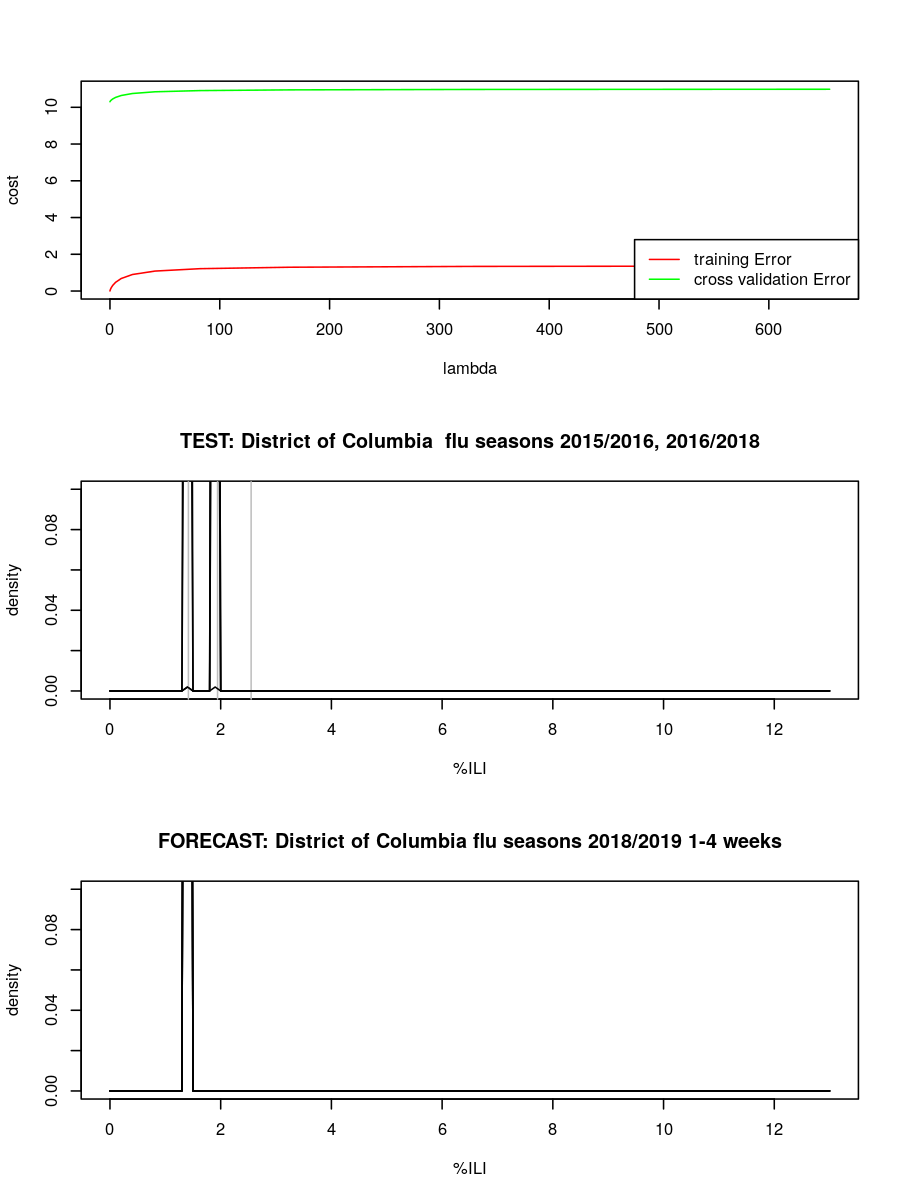 cost
10
8
6
4
2
0
training Error
cross validation Error
0 100 200 300 400 500 600
lambda
TEST: District of Columbia  flu seasons 2015/2016, 2016/2018
density
0.08
0.04
0.00
0 2 4 6 8 10 12
%ILI
FORECAST: District of Columbia flu seasons 2018/2019 1-4 weeks
density
0.08
0.04
0.00
0 2 4 6 8 10 12
%ILI